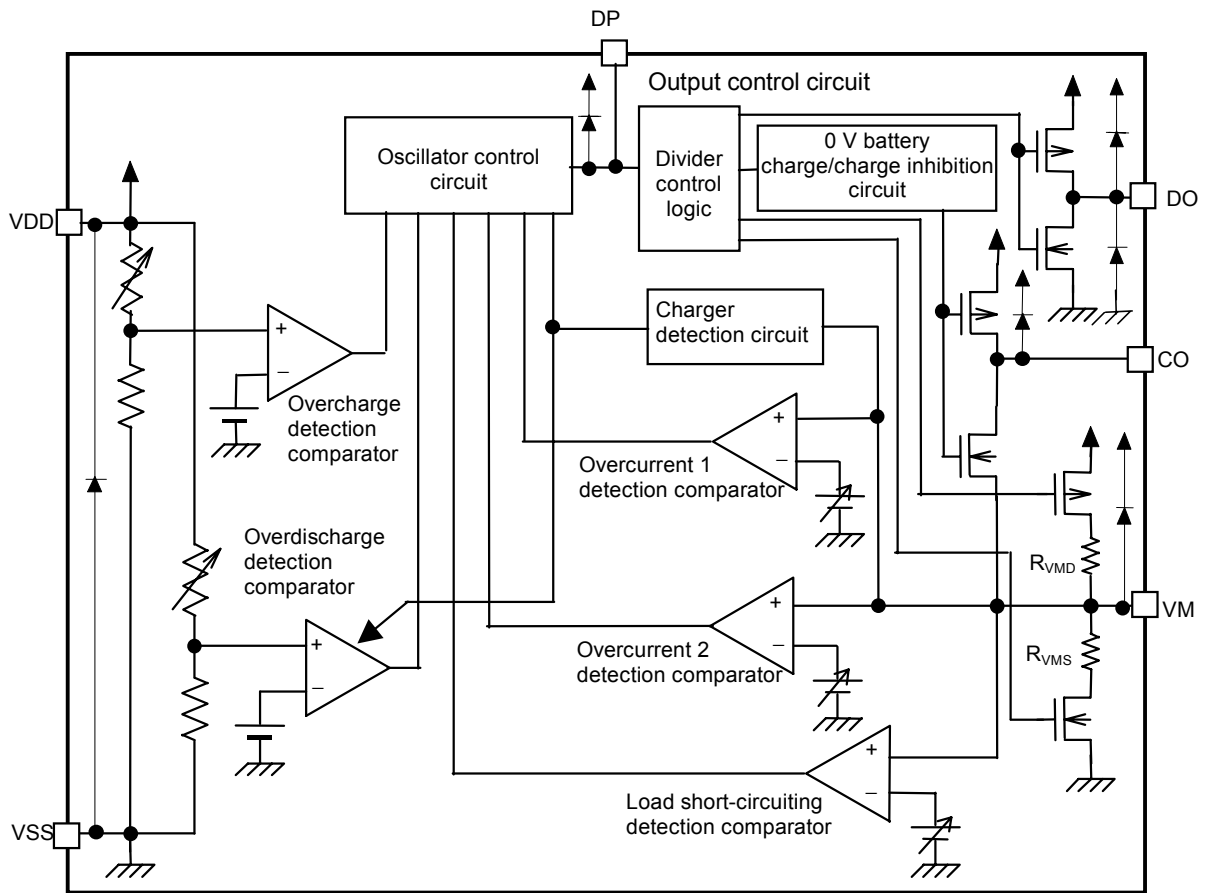 DP
Output control circuit
Oscillator control
circuit
Divider
control
logic
0 V battery
charge/charge inhibition
circuit
VDD
DO
Charger
detection circuit
+
−
Overcharge
detection
comparator
CO
+
−
Overcurrent 1
detection comparator
Overdischarge
detection
comparator
RVMD
+
−
VM
+
−
Overcurrent 2
detection comparator
RVMS
+
−
Load short-circuiting
detection comparator
VSS